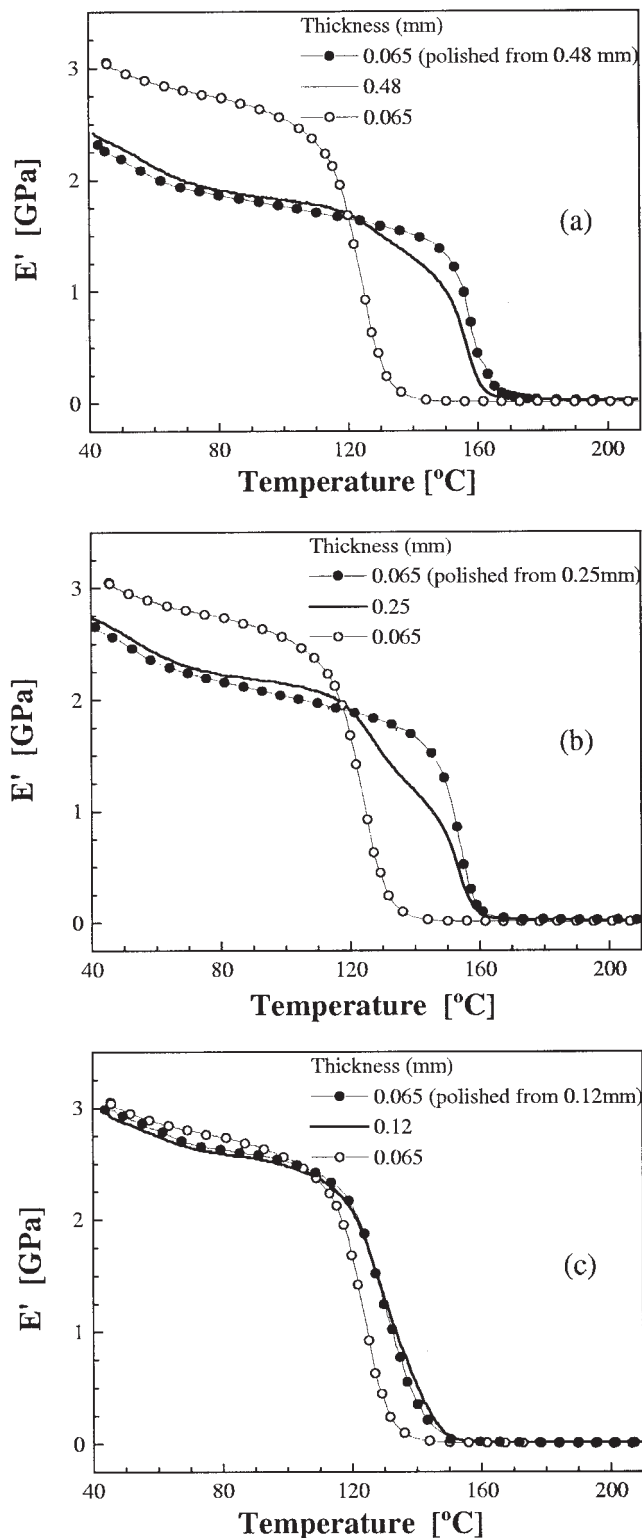 Thickness (mm)
0.065 (polished from 0.48 mm)
0.48
0.065
3
2
1
0
E' [GPa]
(a)
40
80
120
160
200
Temperature [ºC]
Thickness (mm)
0.065 (polished from 0.25mm)
0.25
0.065
3
2
1
0
E' [GPa]
(b)
40
80
120
160
200
Temperature [ºC]
Thickness (mm)
0.065 (polished from 0.12mm)
0.12
0.065
3
2
1
0
E' [GPa]
(c)
40
80
120
160
200
Temperature [ºC]